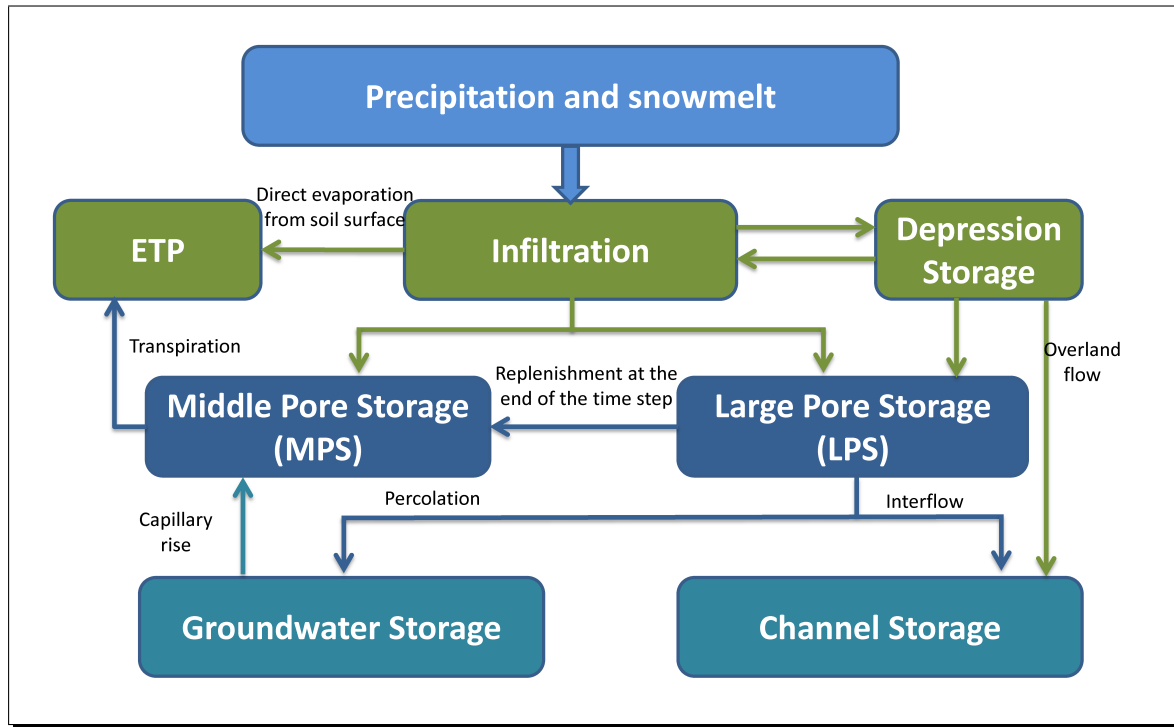 Precipitation and snowmelt
Direct evaporation
from soil surface
ETP
Infiltration
Depression
Storage
Transpiration
Replenishment at the
end of the time step
Overland
flow
Middle Pore Storage
(MPS)
Large Pore Storage
(LPS)
Percolation
Interflow
Capillary
rise
Groundwater Storage
Channel Storage